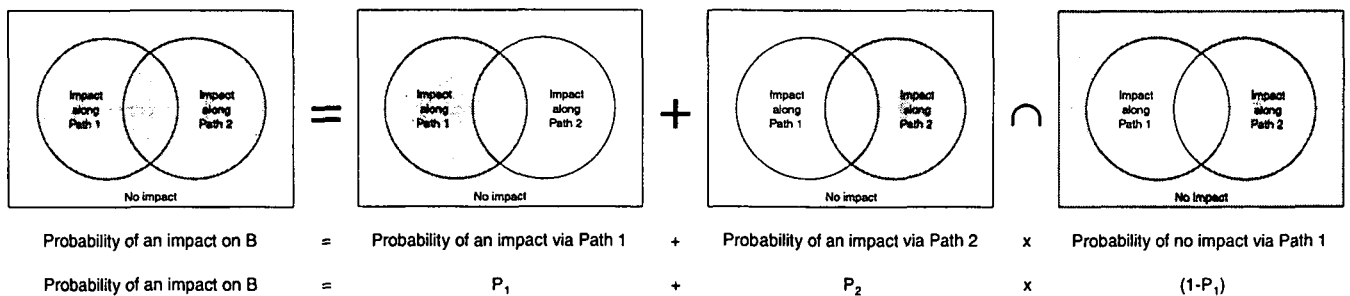 Impact along Path 1
Impact along Path 2
No impact
=
Impact along Path 1
Impact along Path 2
No impact
+
Impact along Path 1
Impact along Path 2
No impact
∩
Impact along Path 1
Impact along Path 2
No Impact
Probability of an impact on B = Probability of an impact via Path 1 + Probability of an impact via Path 2 x Probability of no impact via Path 1
Probability of an impact on B = P₁ + P₂ x (1-P₁)